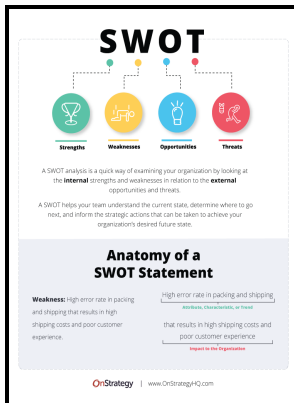 SWOT
Strengths
Weaknesses
Opportunities
Threats
A SWOT analysis is a quick way of examining your organization by looking at
the internal strengths and weaknesses in relation to the external
opportunities and threats.
A SWOT helps your team understand the current state, determine where to go
next, and inform the strategic actions that can be taken to achieve your
organization's desired future state.
Anatomy of a
SWOT Statement
Weakness: High error rate in packing
and shipping that results in high
shipping costs and poor customer
experience.
High error rate in packing and shipping
Attribute, Characteristic, or Trend
that results in high shipping costs and
poor customer experience
Impact to the Organization
OnStrategy | www.OnStrategyHQ.com